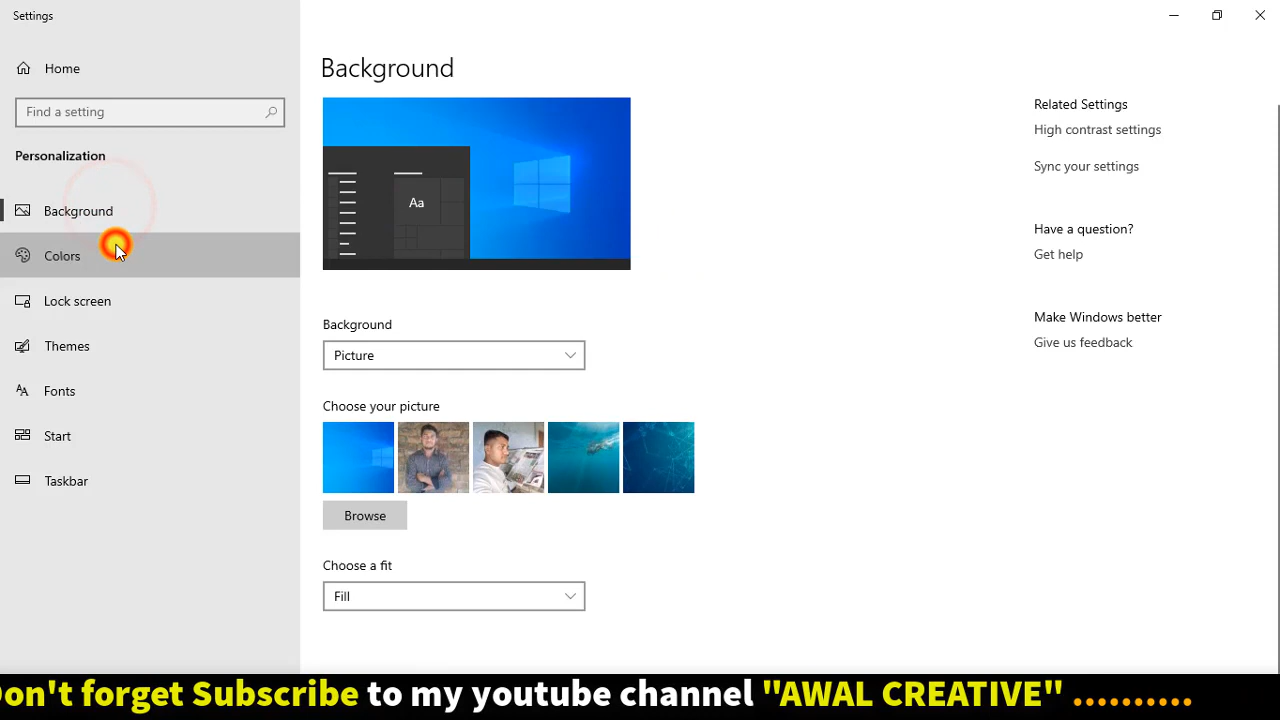 Settings
Home
Find a setting
Personalization
Background
Colors
Lock screen
Themes
Fonts
Start
Taskbar
Background
Aa
Background
Picture
Choose your picture
Browse
Choose a fit
Fill
Related Settings
High contrast settings
Sync your settings
Have a question?
Get help
Make Windows better
Give us feedback
Don't forget Subscribe to my youtube channel "AWAL CREATIVE" ..........